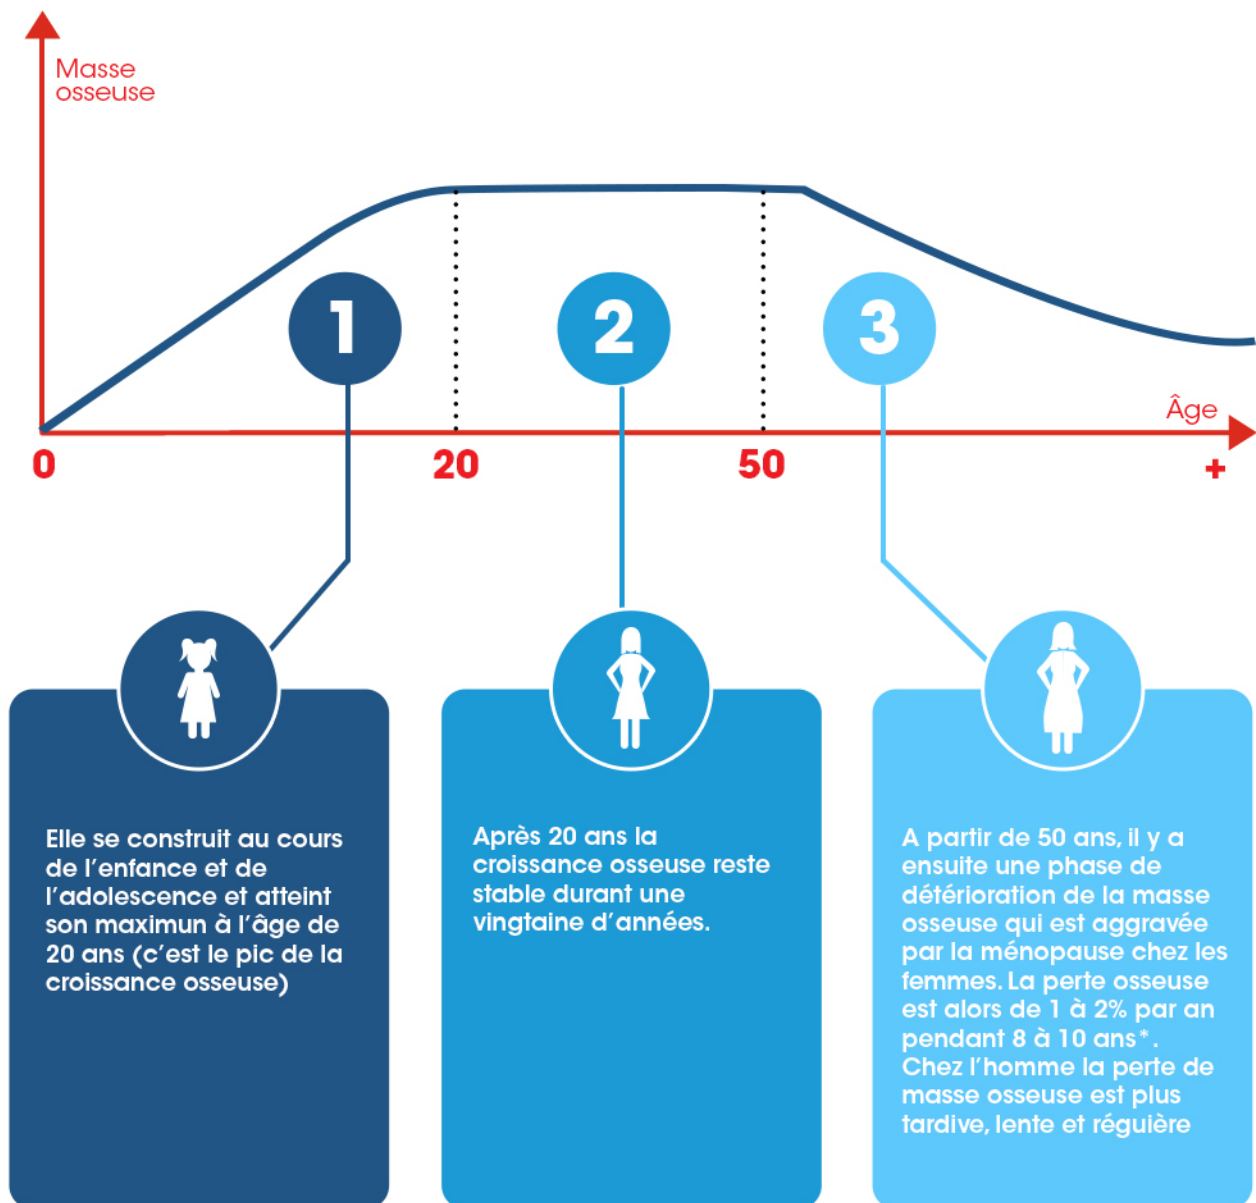 Masse
osseuse
1
2
3
Âge
0
20
50
+
Elle se construit au cours
de l'enfance et de
l'adolescence et atteint
son maximun à l'âge de
20 ans (c'est le pic de la
croissance osseuse)
Après 20 ans la
croissance osseuse reste
stable durant une
vingtaine d'années.
A partir de 50 ans, il y a
ensuite une phase de
détérioration de la masse
osseuse qui est aggravée
par la ménopause chez les
femmes. La perte osseuse
est alors de 1 à 2% par an
pendant 8 à 10 ans*.
Chez l'homme la perte de
masse osseuse est plus
tardive, lente et réguière